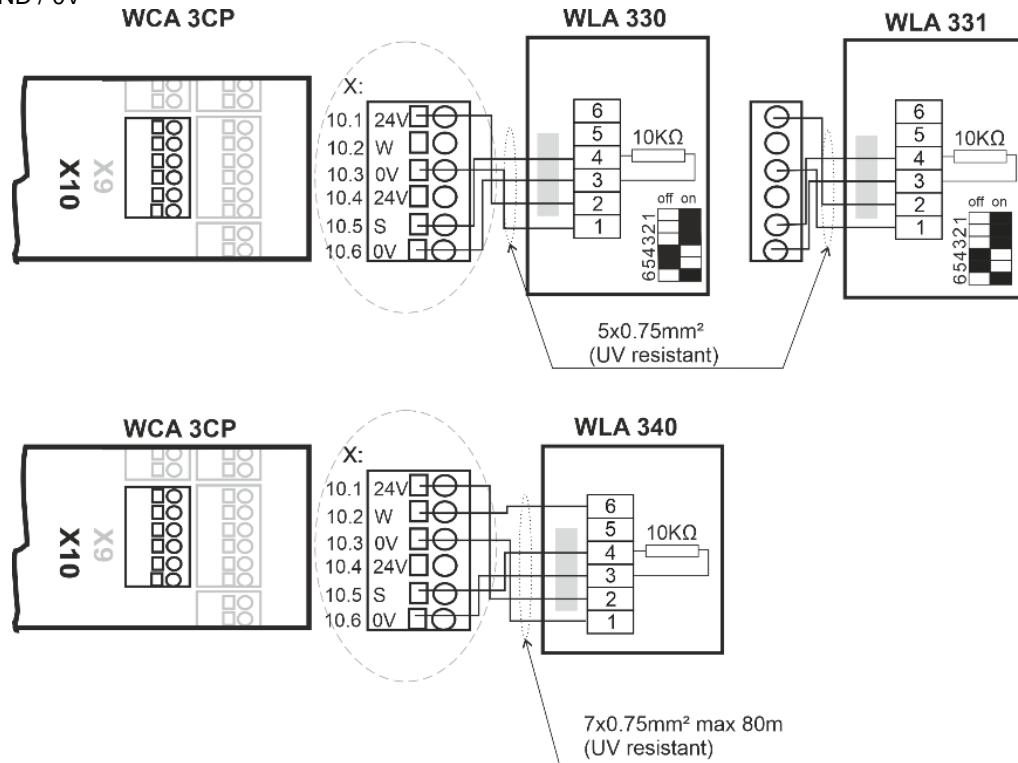 ND / 0V
WCA 3CP
WLA 330
WLA 331
X10
X9
X:
10.1 24V
10.2 W
10.3 0V
10.4 24V
10.5 S
10.6 0V
6
5
4
3
2
1
10KΩ
off on
654321
6
5
4
3
2
1
10KΩ
off on
654321
5x0.75mm²
(UV resistant)
WCA 3CP
WLA 340
X10
X9
X:
10.1 24V
10.2 W
10.3 0V
10.4 24V
10.5 S
10.6 0V
6
5
4
3
2
1
10KΩ
7x0.75mm² max 80m
(UV resistant)